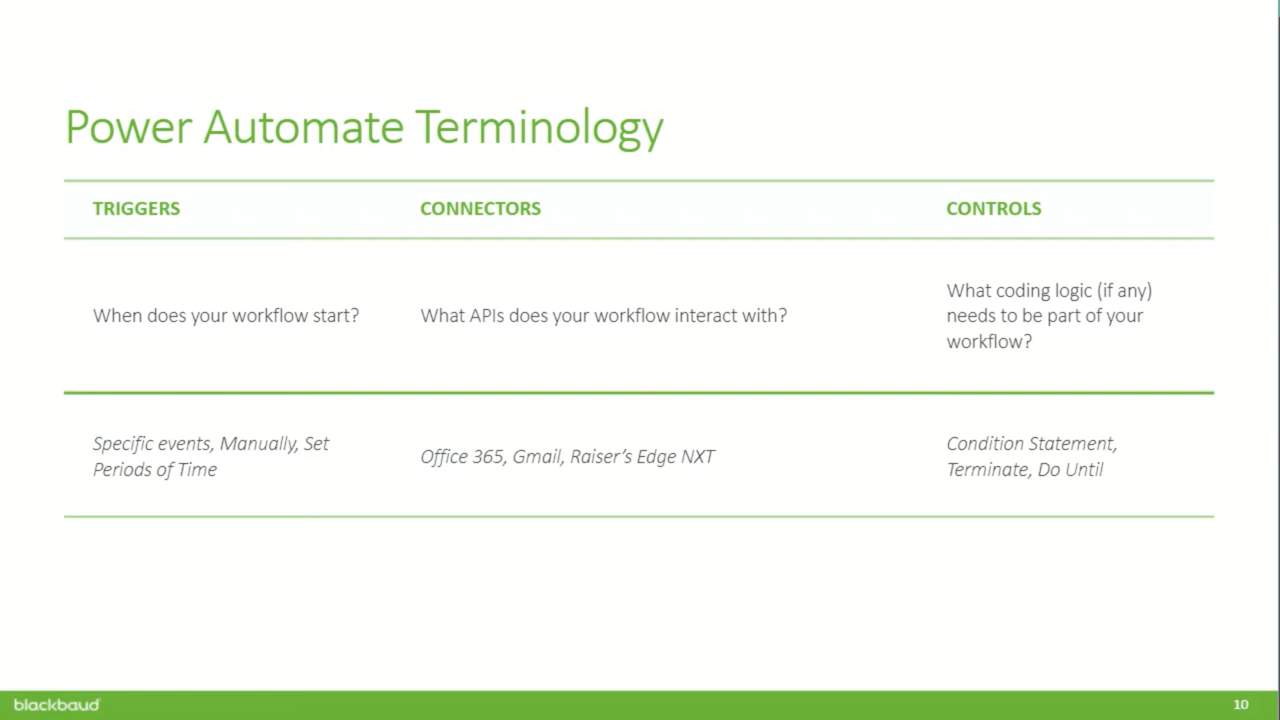 Power Automate Terminology
TRIGGERS
CONNECTORS
CONTROLS
When does your workflow start?
What APIs does your workflow interact with?
What coding logic (if any)
needs to be part of your
workflow?
Specific events, Manually, Set
Periods of Time
Office 365, Gmail, Raiser's Edge NXT
Condition Statement,
Terminate, Do Until
blackbaud
10